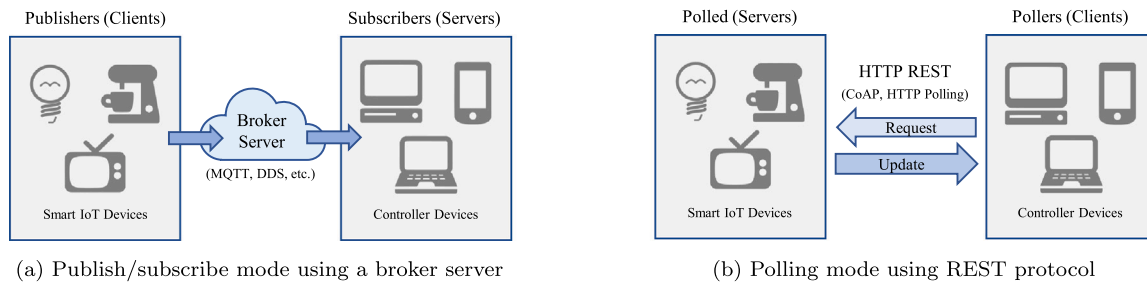 Publishers (Clients)
Subscribers (Servers)
Broker
Server
(MQTT, DDS, etc.)
Smart IoT Devices
Controller Devices
(a) Publish/subscribe mode using a broker server
Polled (Servers)
Pollers (Clients)
HTTP REST
(CoAP, HTTP Polling)
Request
Update
Smart IoT Devices
Controller Devices
(b) Polling mode using REST protocol